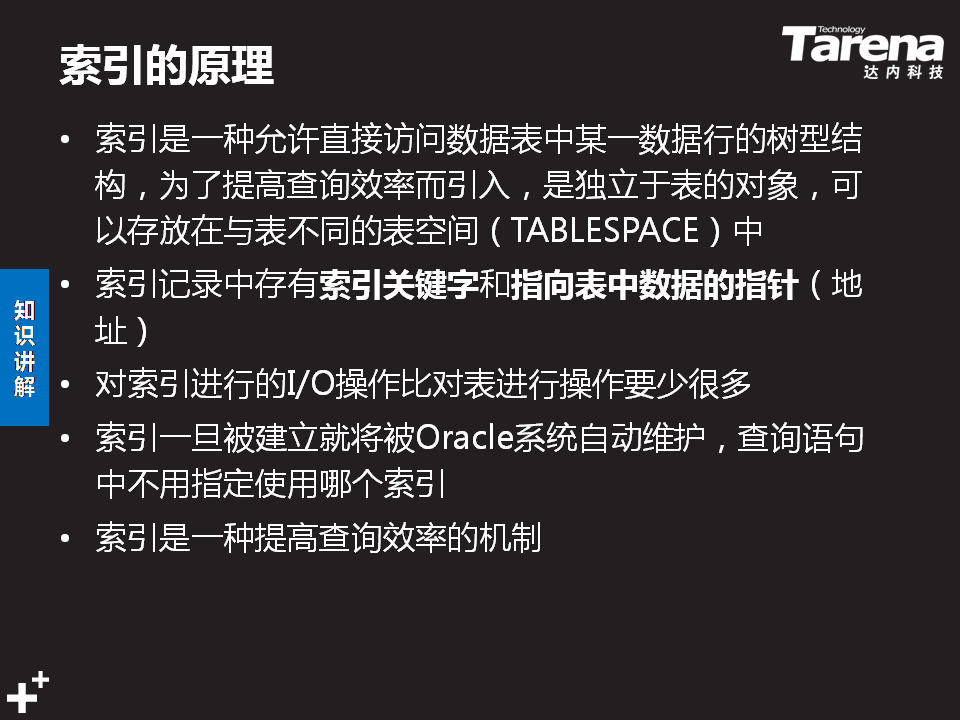 索引的原理
Technology
Tarena
达内科技
• 索引是一种允许直接访问数据表中某一数据行的树型结
构，为了提高查询效率而引入，是独立于表的对象，可
以存放在与表不同的表空间（TABLESPACE）中
• 索引记录中存有索引关键字和指向表中数据的指针（地
址）
• 对索引进行的I/O操作比对表进行操作要少很多
• 索引一旦被建立就将被Oracle系统自动维护，查询语句
中不用指定使用哪个索引
• 索引是一种提高查询效率的机制
知
识
讲
解